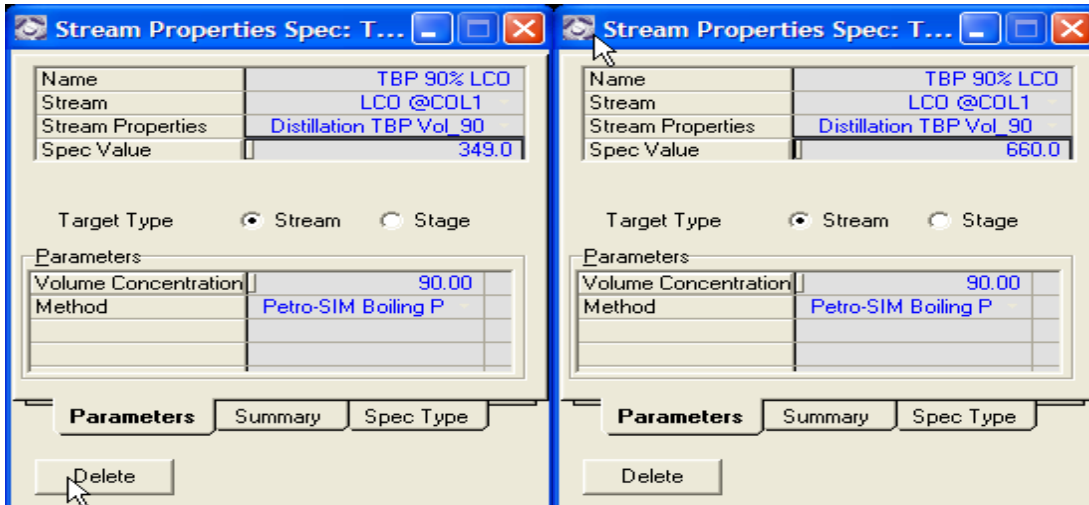 Stream Properties Spec: T...
Name TBP 90% LCO
Stream LCO @COL1
Stream Properties Distillation TBP Vol_90
Spec Value 349.0
Target Type Stream Stage
Parameters
Volume Concentration 90.00
Method Petro-SIM Boiling P
Parameters Summary Spec Type
Delete
Stream Properties Spec: T...
Name TBP 90% LCO
Stream LCO @COL1
Stream Properties Distillation TBP Vol_90
Spec Value 660.0
Target Type Stream Stage
Parameters
Volume Concentration 90.00
Method Petro-SIM Boiling P
Parameters Summary Spec Type
Delete